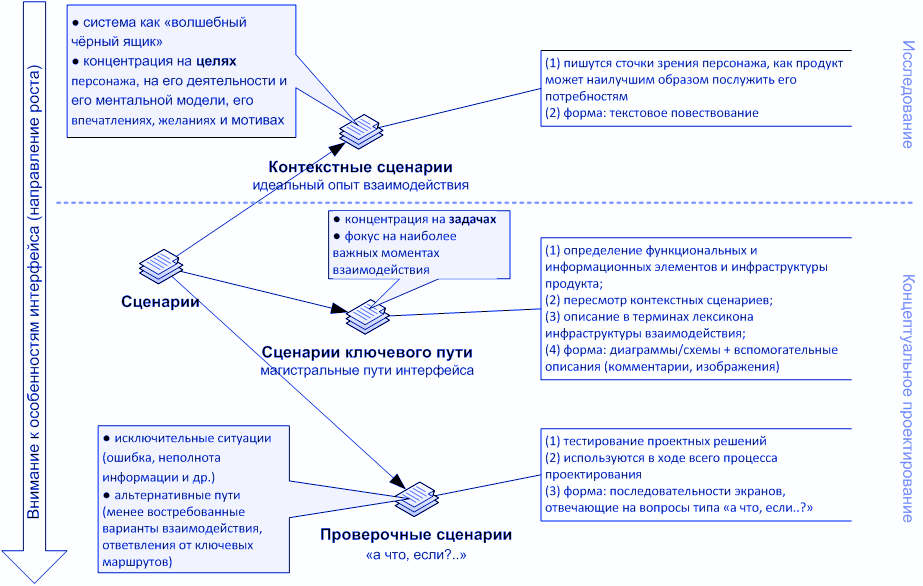 ● система как «волшебный
чёрный ящик»
● концентрация на целях
персонажа, на его деятельности и
его ментальной модели, его
впечатлениях, желаниях и мотивах
(1) пишутся сточки зрения персонажа, как продукт
может наилучшим образом послужить его
потребностям
(2) форма: текстовое повествование
Исследование
Контекстные сценарии
идеальный опыт взаимодействия
Внимание к особенностям интерфейса (направление роста)
● концентрация на задачах
● фокус на наиболее
важных моментах
взаимодействия
(1) определение функциональных и
информационных элементов и инфраструктуры
продукта;
(2) пересмотр контекстных сценариев;
(3) описание в терминах лексикона
инфраструктуры взаимодействия;
(4) форма: диаграммы/схемы + вспомогательные
описания (комментарии, изображения)
Концептуальное проектирование
Сценарии
Сценарии ключевого пути
магистральные пути интерфейса
● исключительные ситуации
(ошибка, неполнота
информации и др.)
● альтернативные пути
(менее востребованные
варианты взаимодействия,
ответвления от ключевых
маршрутов)
(1) тестирование проектных решений
(2) используются в ходе всего процесса
проектирования
(3) форма: последовательности экранов,
отвечающие на вопросы типа «а что, если..?»
Проверочные сценарии
«а что, если?..»